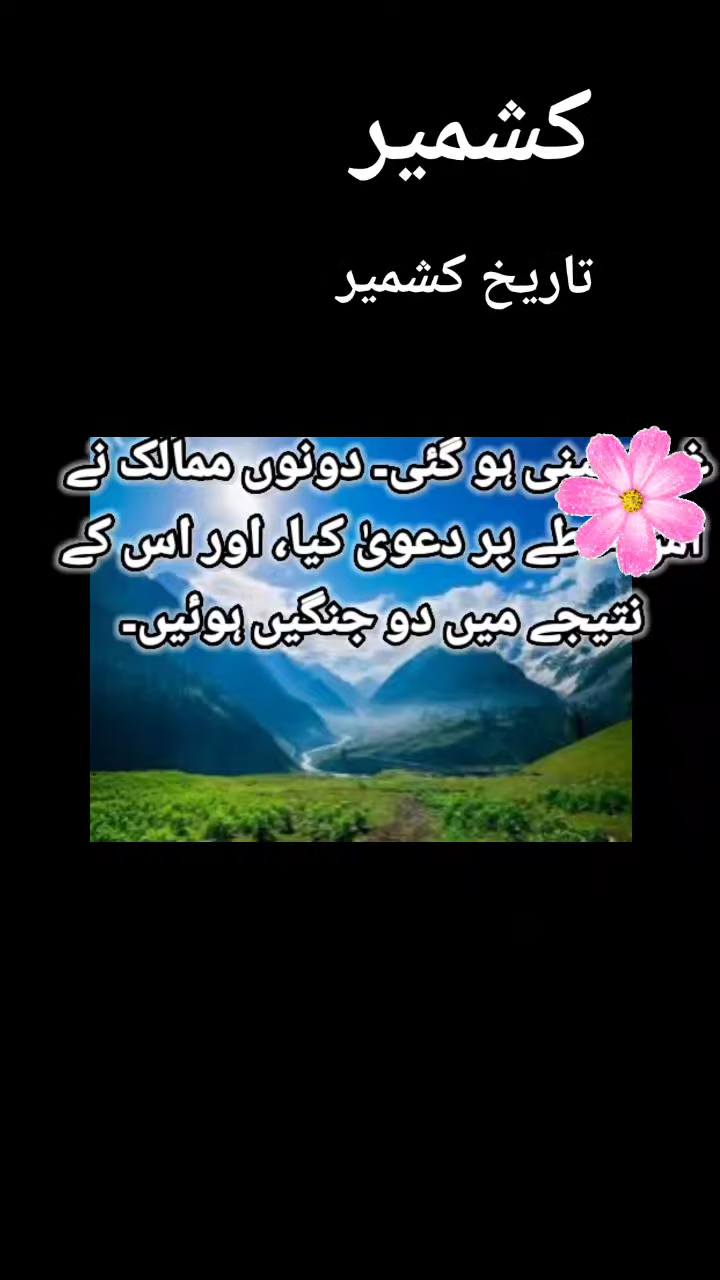 کشمیر
تاریخ کشمیر
ہو گئی۔ دونوں ممالک نے
پر دعویٰ کیا، اور اس کے
نتیجے میں دو جنگیں ہوئیں۔